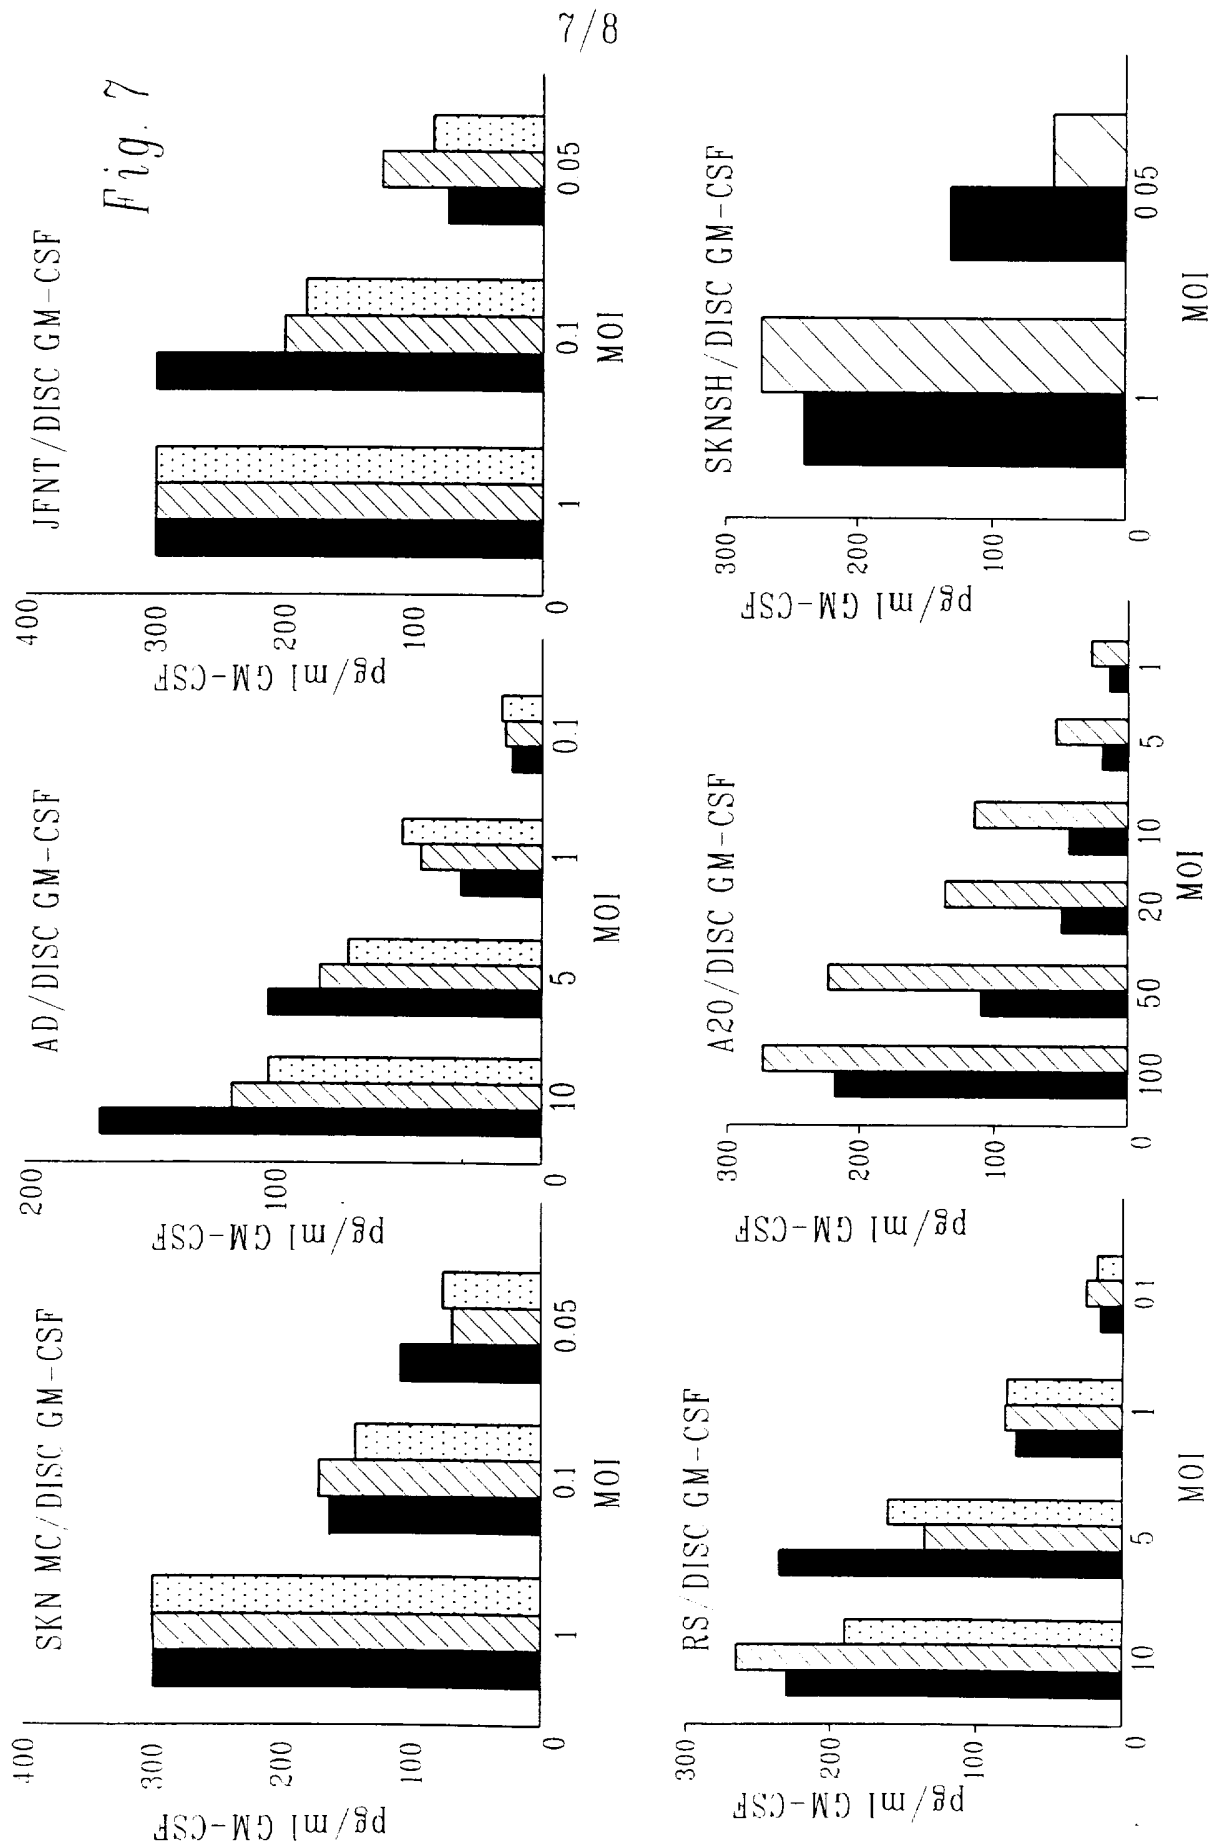 7/8
Fig. 7
SKN MC/DISC GM-CSF
pg/ml GM-CSF
400
300
200
100
0
1
0.1
0.05
MOI
AD/DISC GM-CSF
pg/ml GM-CSF
200
100
0
10
5
1
0.1
MOI
JFNT/DISC GM-CSF
pg/ml GM-CSF
400
300
200
100
0
1
0.1
0 05
MOI
RS/DISC GM-CSF
pg/ml GM-CSF
300
200
100
0
10
5
1
0 1
MOI
A20/DISC GM-CSF
pg/ml GM-CSF
300
200
100
0
100
50
20
10
5
1
MOI
SKNSH/DISC GM-CSF
pg/ml GM-CSF
300
200
100
0
1
0 05
MOI